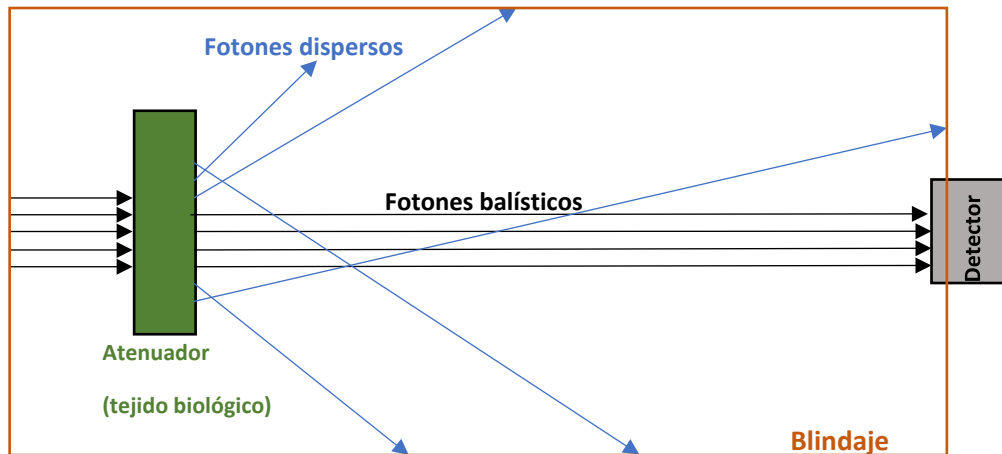 Fotones dispersos
Fotones balísticos
Detector
Atenuador
(tejido biológico)
Blindaje